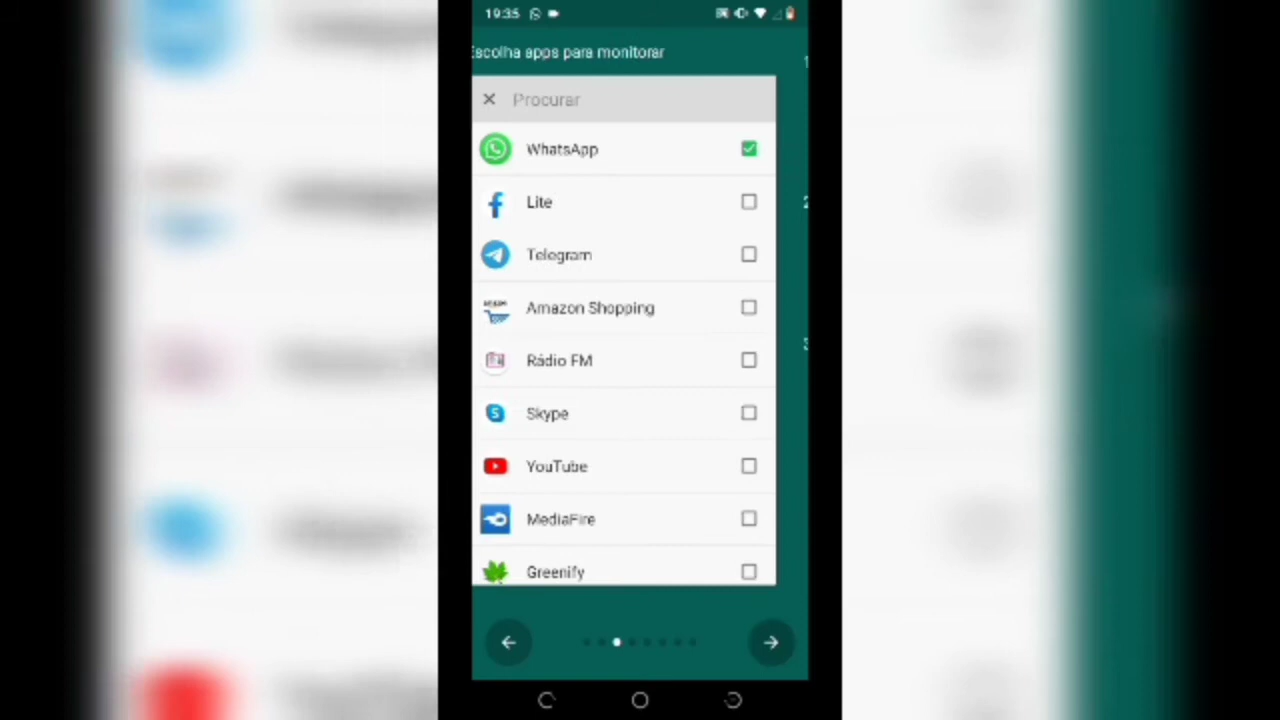 19:35
Escolha apps para monitorar
Procurar
WhatsApp
Lite
Telegram
Amazon Shopping
Rádio FM
Skype
YouTube
MediaFire
Greenify